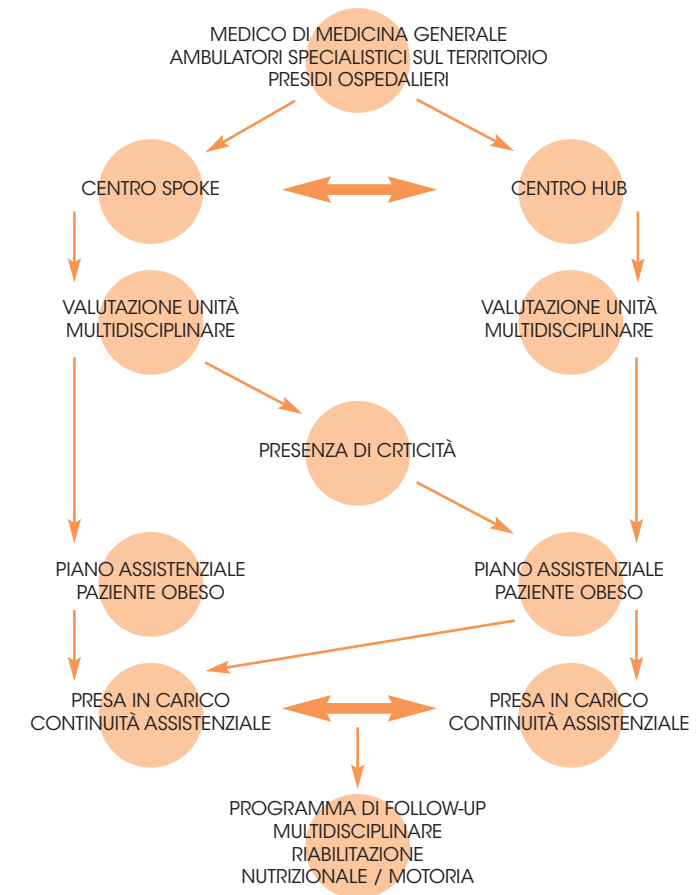 MEDICO DI MEDICINA GENERALE
AMBULATORI SPECIALISTICI SUL TERRITORIO
PRESIDI OSPEDALIERI
CENTRO SPOKE
CENTRO HUB
VALUTAZIONE UNITÀ
MULTIDISCIPLINARE
VALUTAZIONE UNITÀ
MULTIDISCIPLINARE
PRESENZA DI CRTICITÀ
PIANO ASSISTENZIALE
PAZIENTE OBESO
PIANO ASSISTENZIALE
PAZIENTE OBESO
PRESA IN CARICO
CONTINUITÀ ASSISTENZIALE
PRESA IN CARICO
CONTINUITÀ ASSISTENZIALE
PROGRAMMA DI FOLLOW-UP
MULTIDISCIPLINARE
RIABILITAZIONE
NUTRIZIONALE / MOTORIA